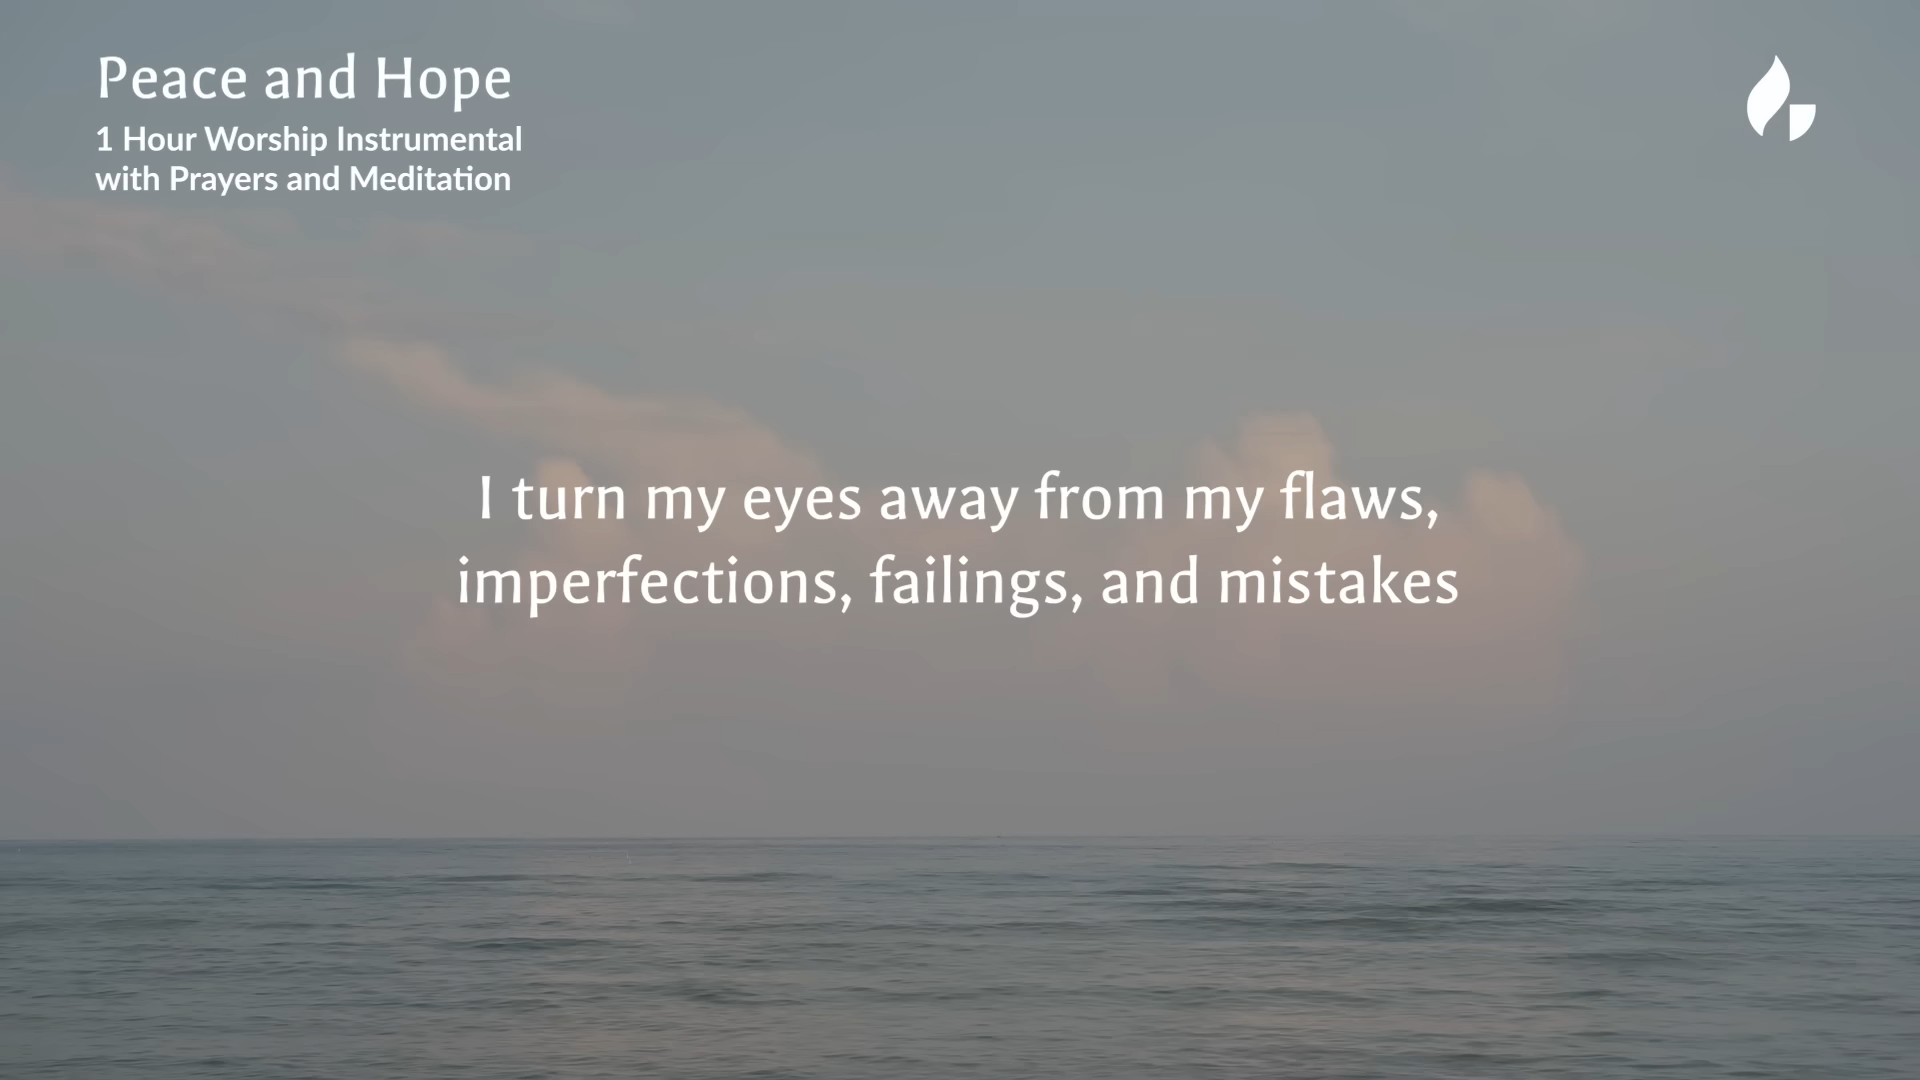 Peace and Hope
1 Hour Worship Instrumental
with Prayers and Meditation
I turn my eyes away from my flaws,
imperfections, failings, and mistakes